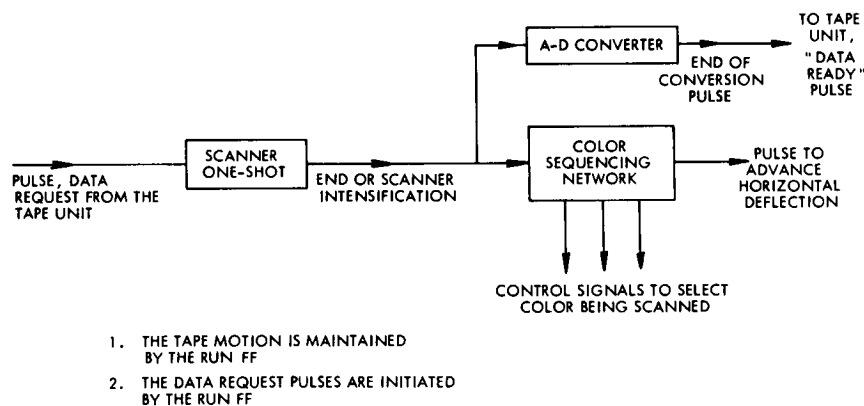 TO TAPE
UNIT,
"DATA
READY"
PULSE
A-D CONVERTER
END OF
CONVERSION
PULSE
SCANNER
ONE-SHOT
COLOR
SEQUENCING
NETWORK
PULSE, DATA
REQUEST FROM THE
TAPE UNIT
END OR SCANNER
INTENSIFICATION
PULSE TO
ADVANCE
HORIZONTAL
DEFLECTION
CONTROL SIGNALS TO SELECT
COLOR BEING SCANNED
1. THE TAPE MOTION IS MAINTAINED
BY THE RUN FF
2. THE DATA REQUEST PULSES ARE INITIATED
BY THE RUN FF